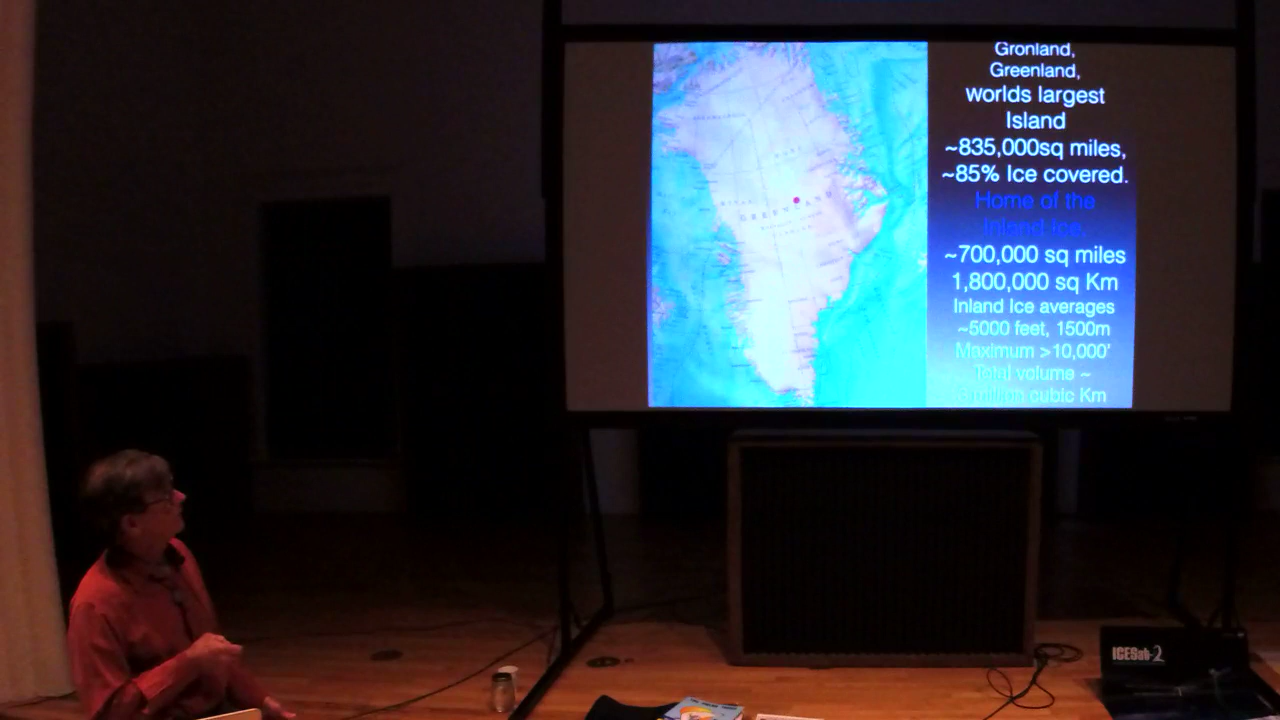 Gronland,
Greenland,
worlds largest
Island
~835,000sq miles,
~85% Ice covered.
Home of the
Inland Ice.
~700,000 sq miles
1,800,000 sq Km
Inland Ice averages
~5000 feet, 1500m
Maximum >10,000'
Total volume ~
million cubic Km
GREENLAND
ICESat-2